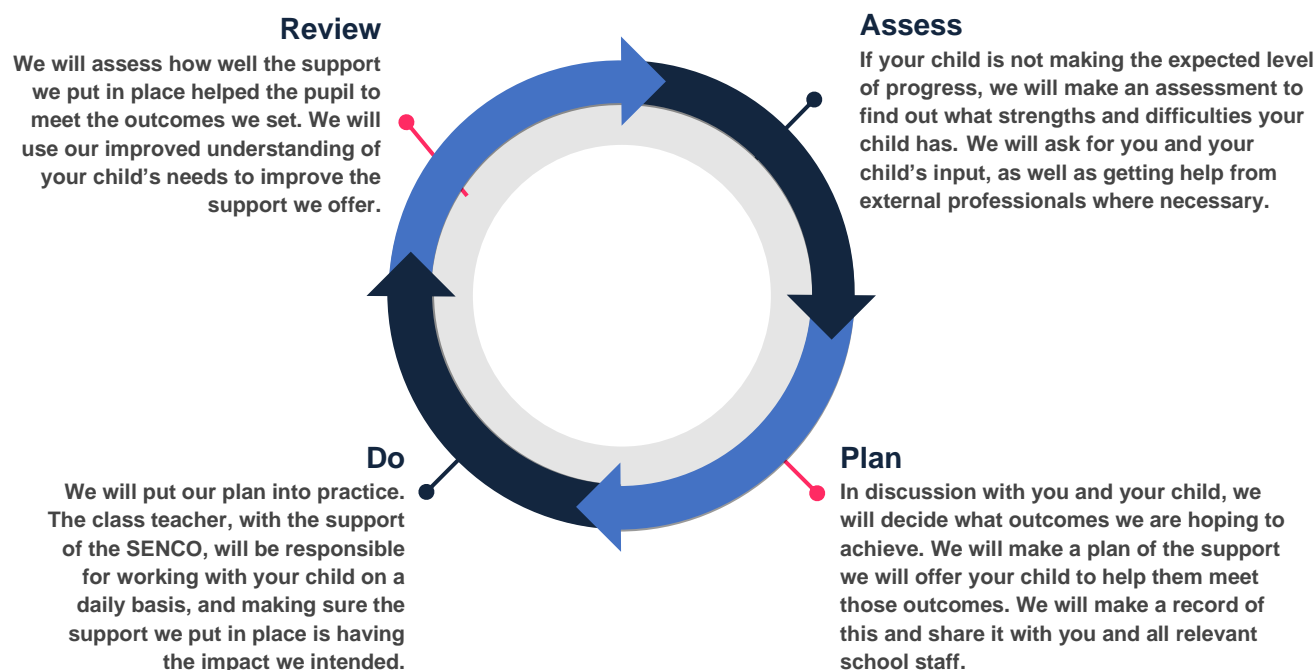 Review
We will assess how well the support
we put in place helped the pupil to
meet the outcomes we set. We will
use our improved understanding of
your child’s needs to improve the
support we offer.
Assess
If your child is not making the expected level
of progress, we will make an assessment to
find out what strengths and difficulties your
child has. We will ask for you and your
child’s input, as well as getting help from
external professionals where necessary.
Do
We will put our plan into practice.
The class teacher, with the support
of the SENCO, will be responsible
for working with your child on a
daily basis, and making sure the
support we put in place is having
the impact we intended.
Plan
In discussion with you and your child, we
will decide what outcomes we are hoping to
achieve. We will make a plan of the support
we will offer your child to help them meet
those outcomes. We will make a record of
this and share it with you and all relevant
school staff.